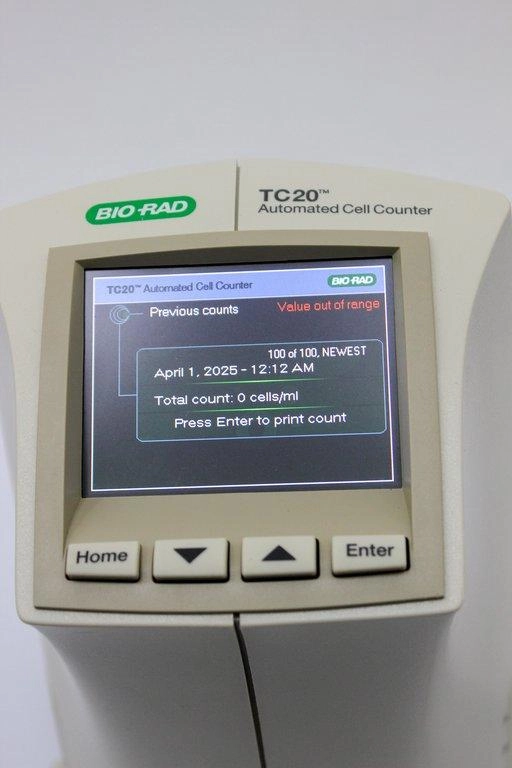 BIO-RAD
TC20™
Automated Cell Counter
TC20™ Automated Cell Counter
BIO-RAD
Previous counts
Value out of range
100 of 100, NEWEST
April 1, 2025 - 12:12 AM
Total count: 0 cells/ml
Press Enter to print count
Home
Enter